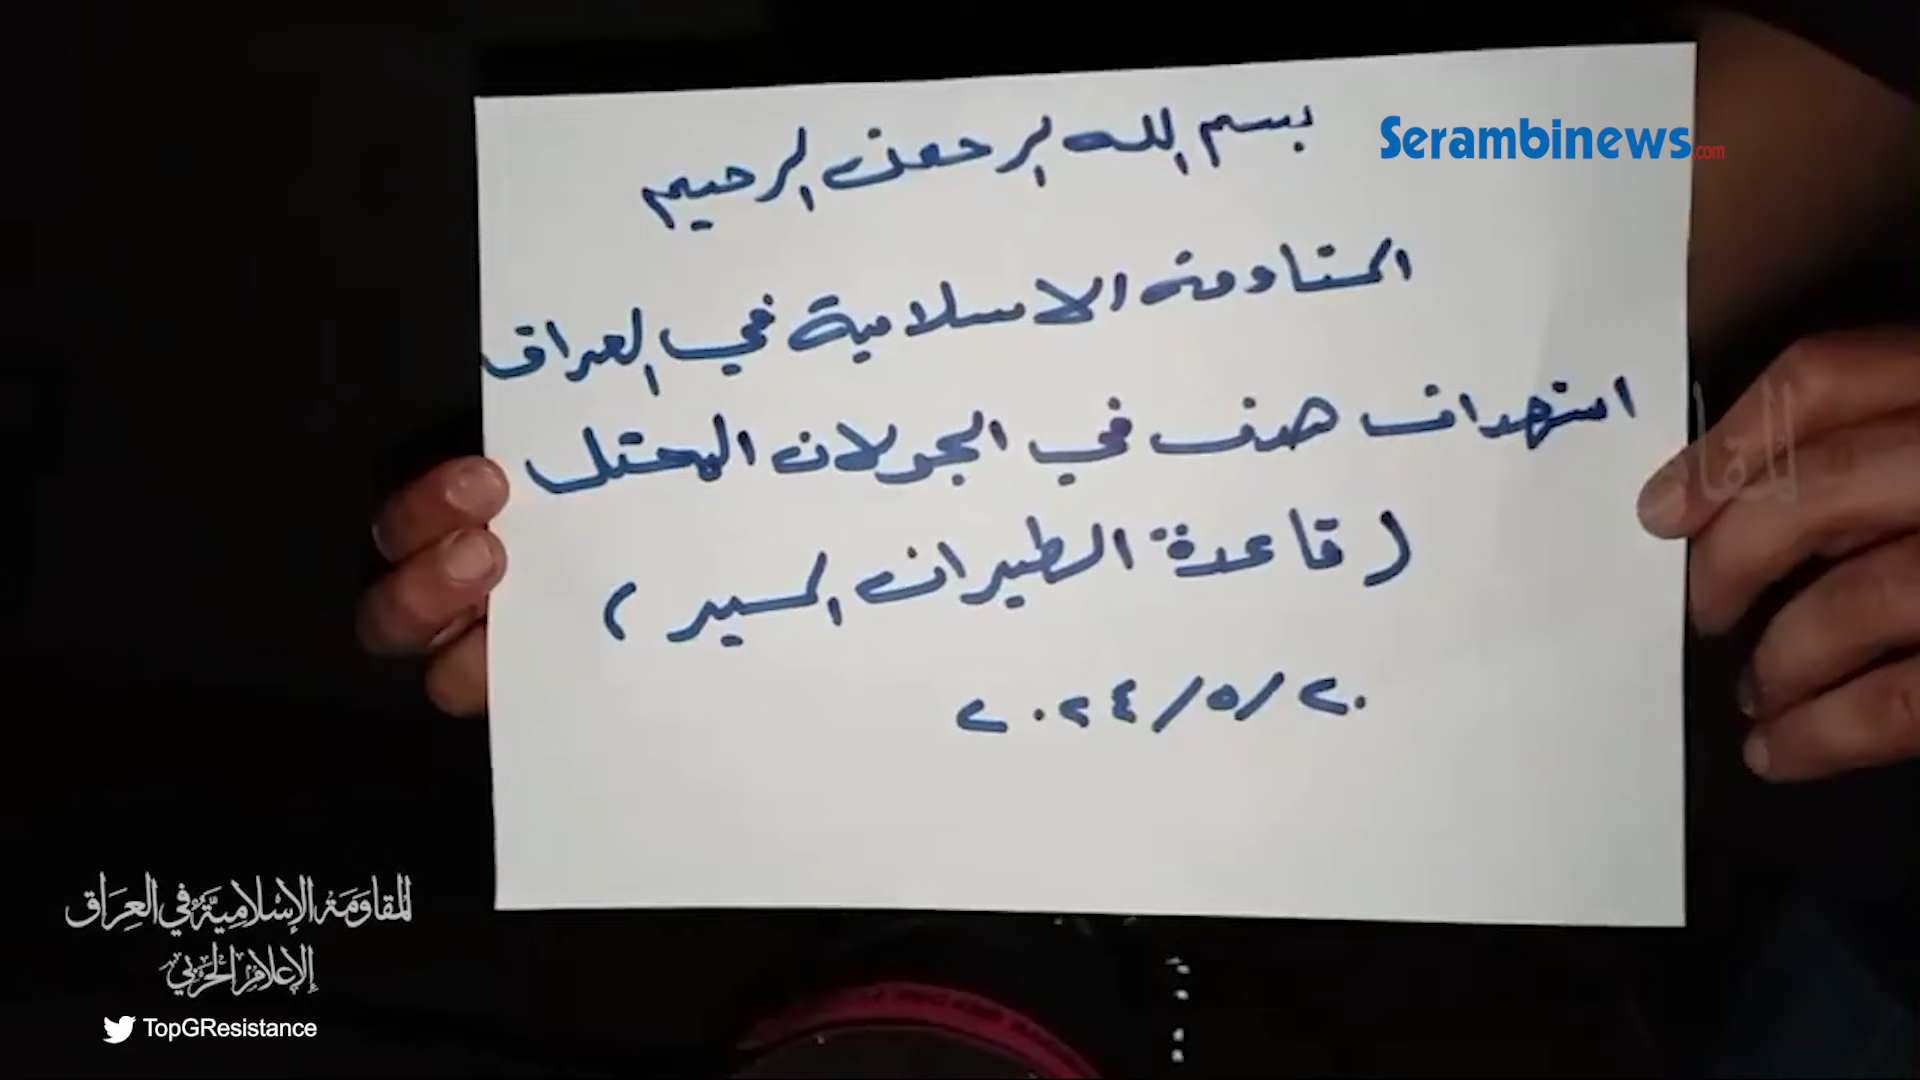 بسم الله الرحمن الرحيم
Serambinews.com
المقاومة الاسلامية في العراق
استهداف هدف في الجولان المحتل
(قاعدة الطيران المسير)
٢٠٢٤/٥/٢٠
المقاومة الإسلامية في العراق
الإعلام الحربي
TopGResistance